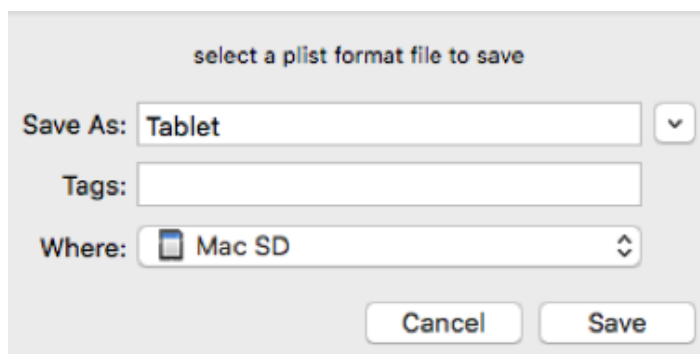 select a plist format file to save
Save As: Tablet
Tags:
Where: Mac SD
Cancel Save